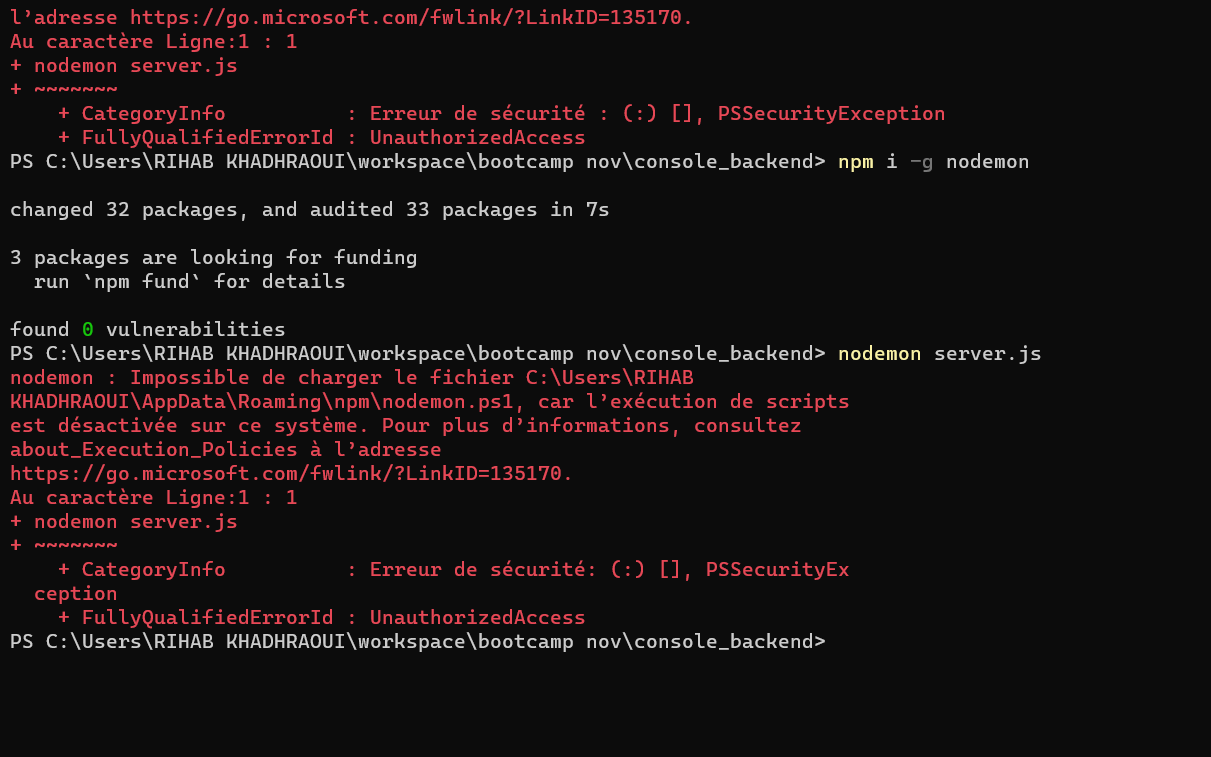 l’adresse https://go.microsoft.com/fwlink/?LinkID=135170.
Au caractère Ligne:1 : 1
+ nodemon server.js
+ ~~~~~~~
    + CategoryInfo          : Erreur de sécurité : (:) [], PSSecurityException
    + FullyQualifiedErrorId : UnauthorizedAccess
PS C:\Users\RIHAB KHADHRAOUI\workspace\bootcamp nov\console_backend> npm i -g nodemon
changed 32 packages, and audited 33 packages in 7s
3 packages are looking for funding
  run `npm fund` for details
found 0 vulnerabilities
PS C:\Users\RIHAB KHADHRAOUI\workspace\bootcamp nov\console_backend> nodemon server.js
nodemon : Impossible de charger le fichier C:\Users\RIHAB
KHADHRAOUI\AppData\Roaming\npm\nodemon.ps1, car l’exécution de scripts
est désactivée sur ce système. Pour plus d’informations, consultez
about_Execution_Policies à l’adresse
https://go.microsoft.com/fwlink/?LinkID=135170.
Au caractère Ligne:1 : 1
+ nodemon server.js
+ ~~~~~~~
    + CategoryInfo          : Erreur de sécurité: (:) [], PSSecurityEx
  ception
    + FullyQualifiedErrorId : UnauthorizedAccess
PS C:\Users\RIHAB KHADHRAOUI\workspace\bootcamp nov\console_backend>